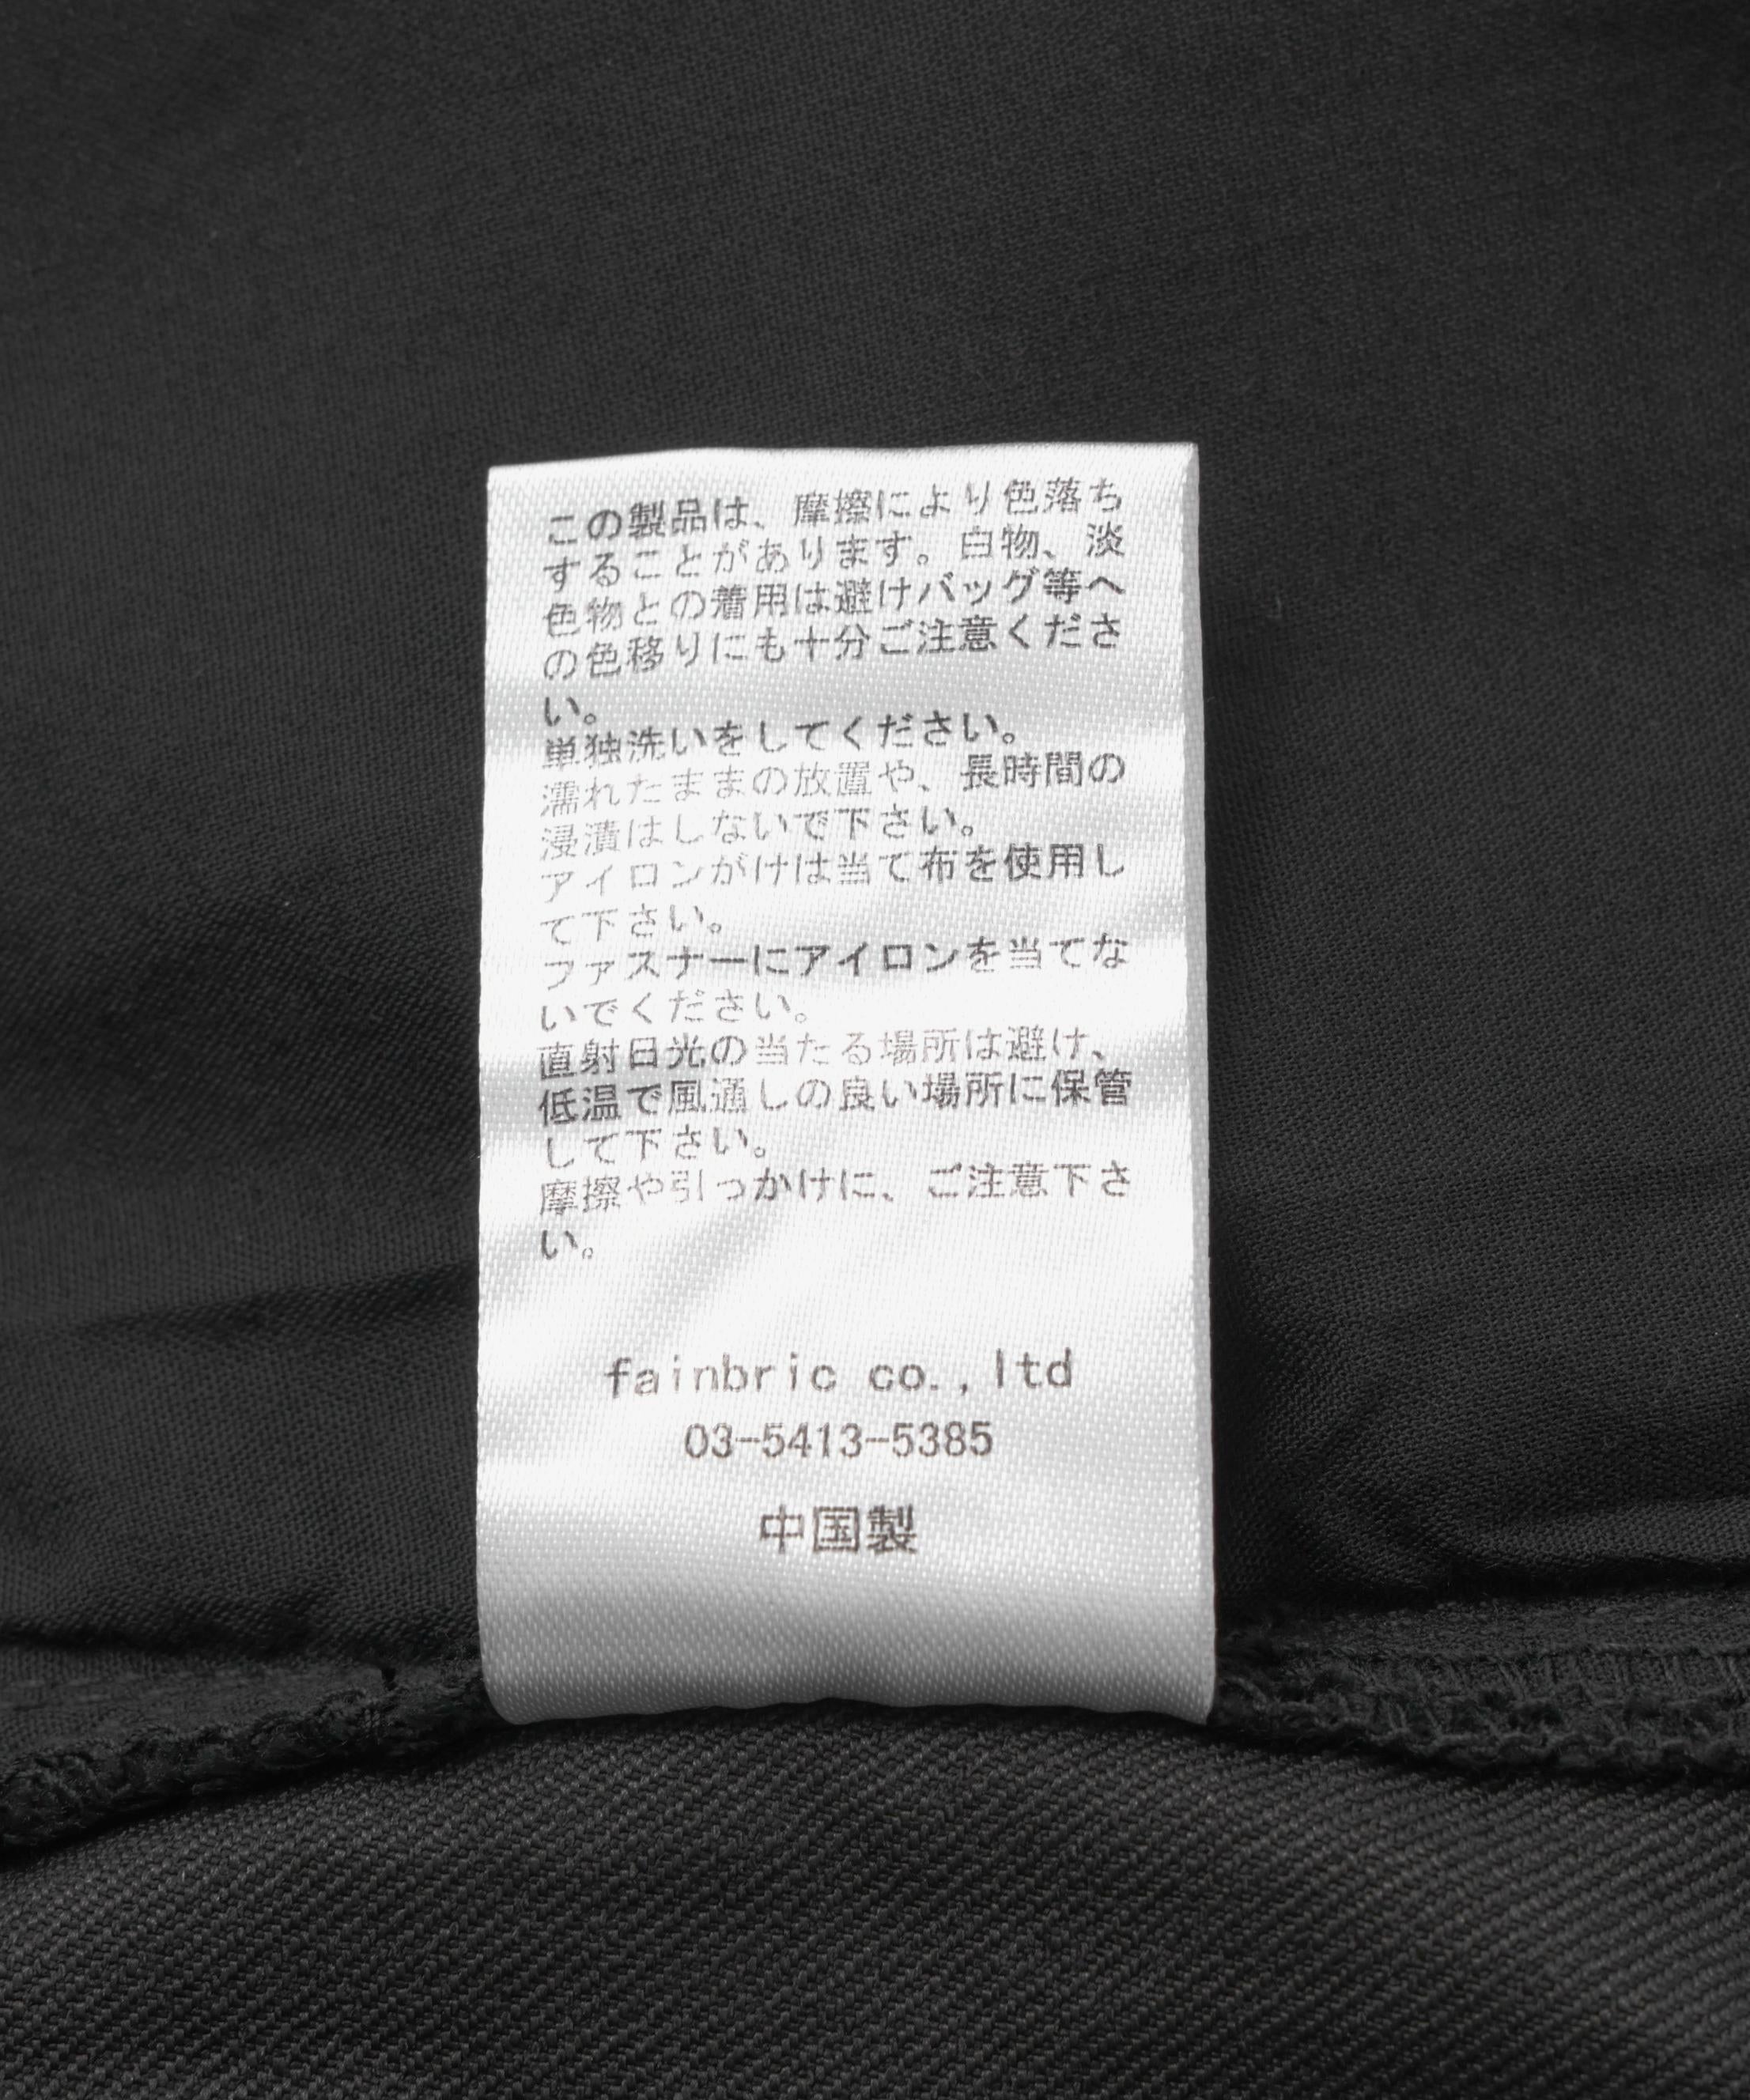 この製品は、摩擦により色落ち
することがあります。白物、淡
色物との着用は避けバッグ等へ
の色移りにも十分ご注意くださ
い。
単独洗いをしてください。
濡れたままの放置や、長時間の
浸漬はしないで下さい。
アイロンがけは当て布を使用し
て下さい。
ファスナーにアイロンを当てな
いでください。
直射日光の当たる場所は避け、
低温で風通しの良い場所に保管
して下さい。
摩擦や引っかけに、ご注意下さ
い。
fainbric co.,ltd
03-5413-5385
中国製